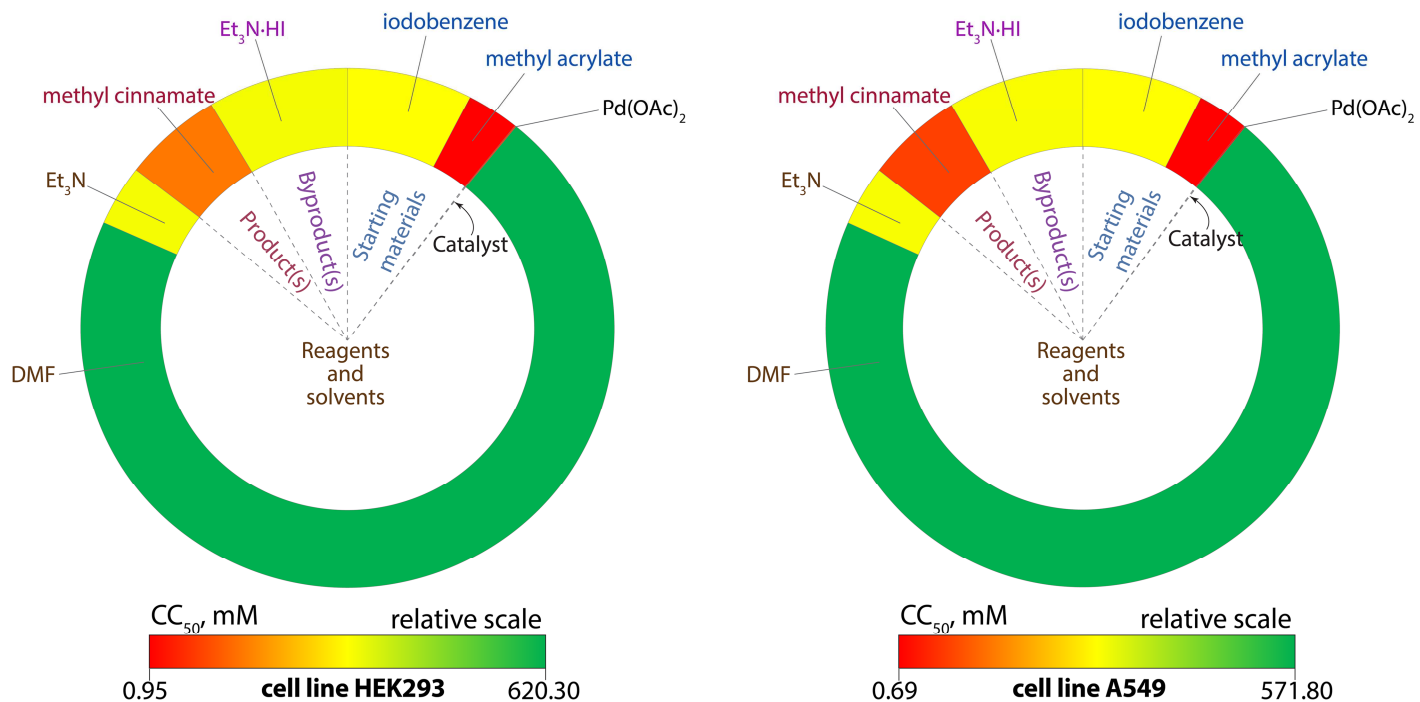 Et₃N·HI
iodobenzene
methyl acrylate
methyl cinnamate
Pd(OAc)₂
Et₃N
Byproduct(s)
Starting
materials
Product(s)
Catalyst
Reagents
and
solvents
DMF
CC₅₀, mM
relative scale
0.95
cell line HEK293
620.30
Et₃N·HI
iodobenzene
methyl acrylate
methyl cinnamate
Pd(OAc)₂
Et₃N
Byproduct(s)
Starting
materials
Product(s)
Catalyst
Reagents
and
solvents
DMF
CC₅₀, mM
relative scale
0.69
cell line A549
571.80